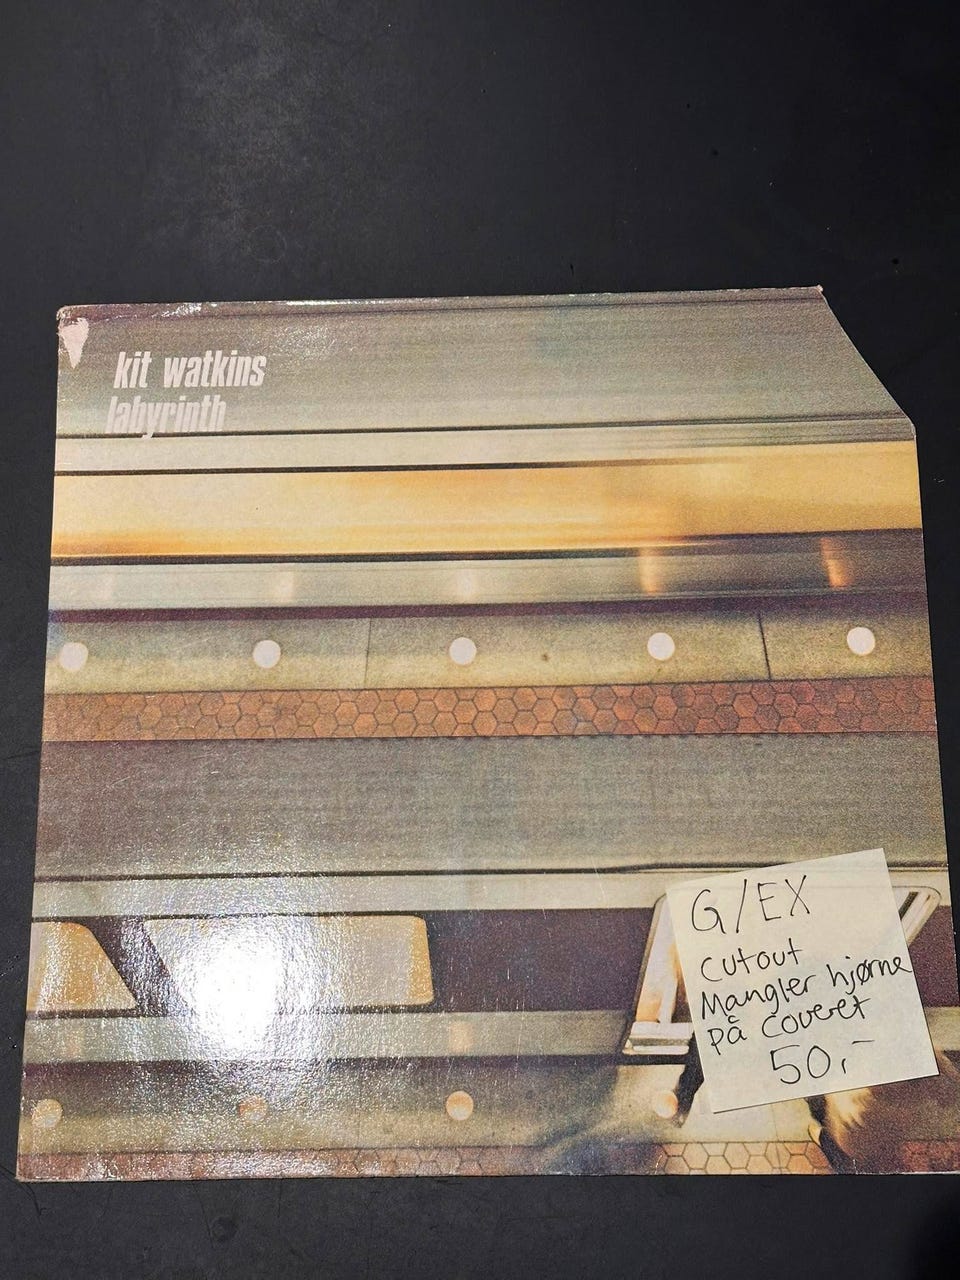 kit watkins
labyrinth
G/EX
cutout
Mangler hjørne
på coveret
50,-